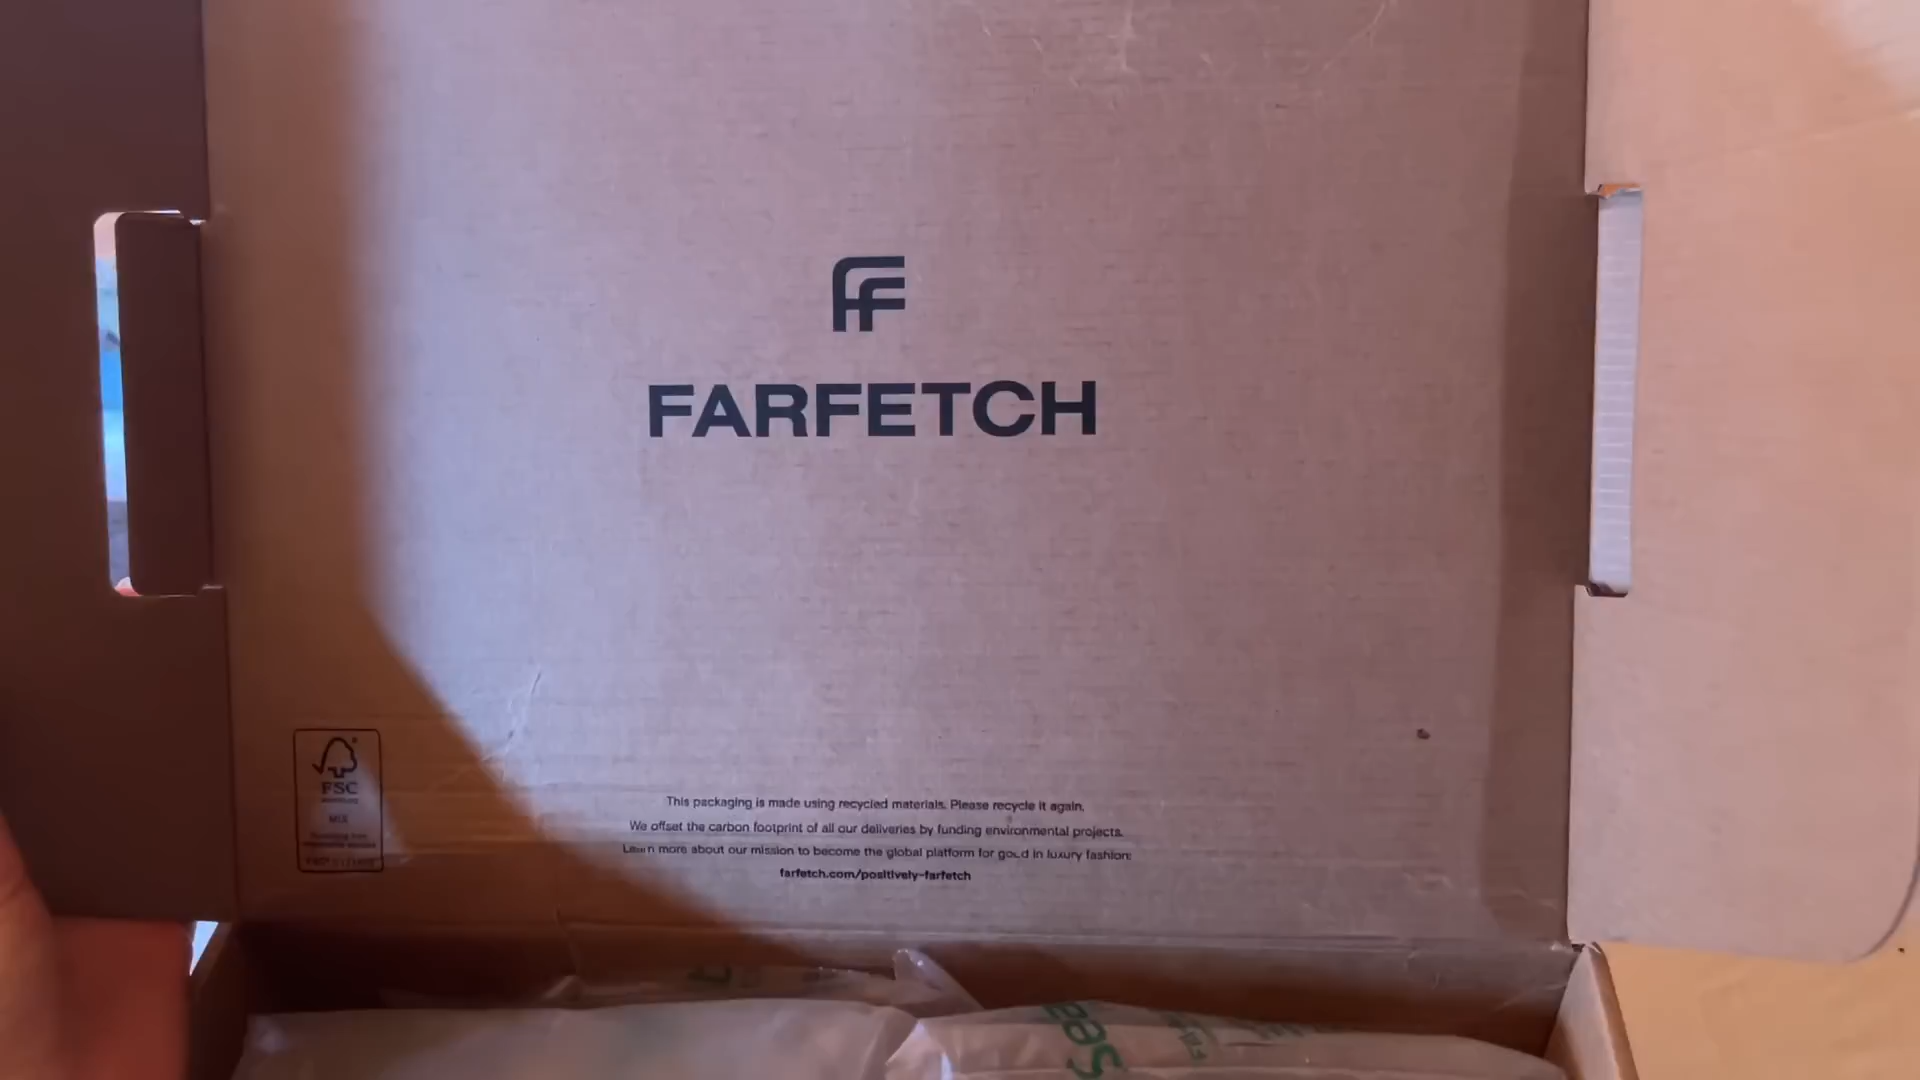 FARFETCH
FSC
MIX
This packaging is made using recycled materials. Please recycle it again.
We offset the carbon footprint of all our deliveries by funding environmental projects.
Learn more about our mission to become the global platform for good in luxury fashion:
farfetch.com/positively-farfetch